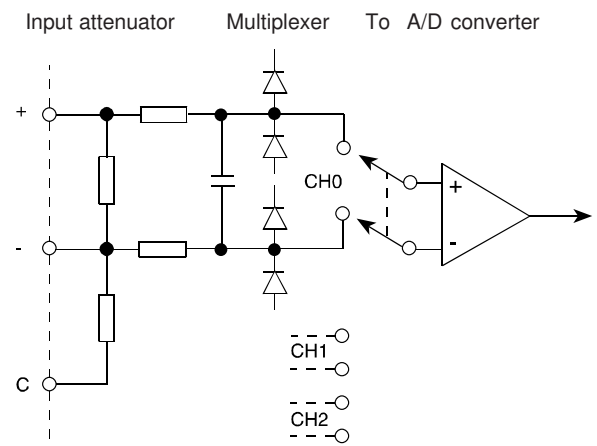 Input attenuator Multiplexer To A/D converter
+
CH0
+
-
-
C
CH1
CH2